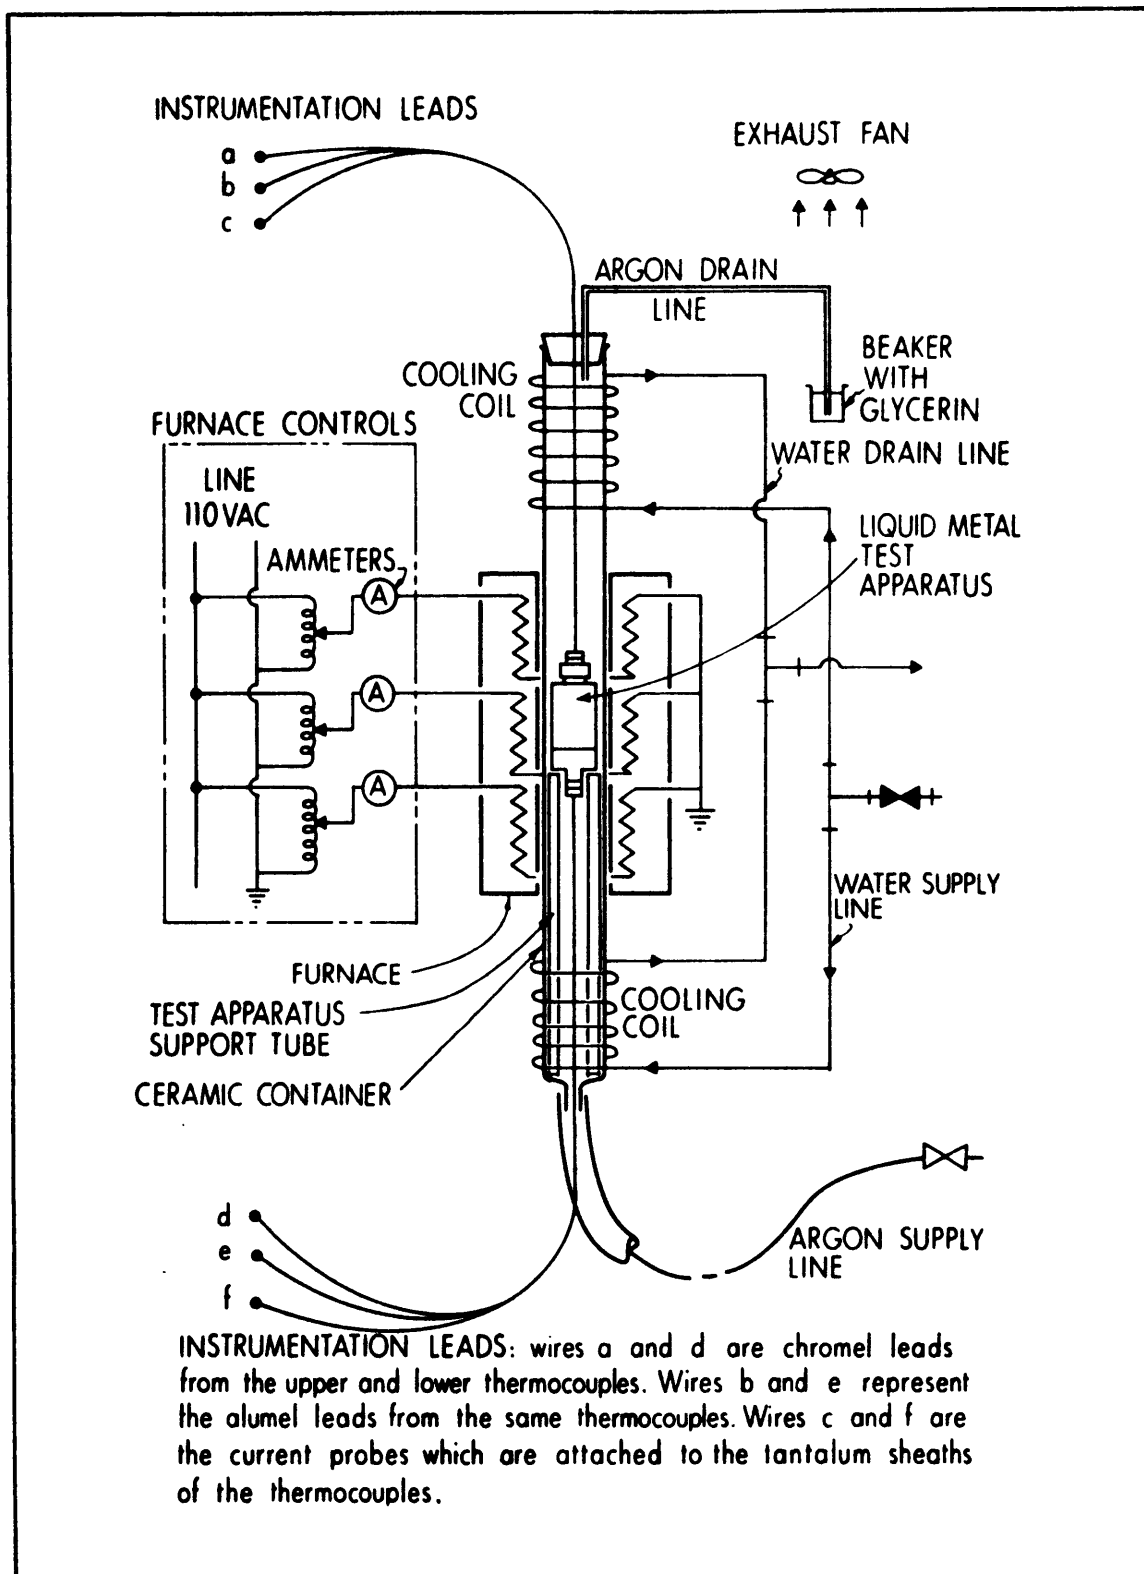 INSTRUMENTATION LEADS
a
b
c
EXHAUST FAN
ARGON DRAIN
LINE
COOLING
COIL
BEAKER
WITH
GLYCERIN
FURNACE CONTROLS
WATER DRAIN LINE
LINE
110 VAC
LIQUID METAL
TEST
APPARATUS
AMMETERS
A
A
A
WATER SUPPLY
LINE
FURNACE
COOLING
COIL
TEST APPARATUS
SUPPORT TUBE
CERAMIC CONTAINER
d
e
f
ARGON SUPPLY
LINE
INSTRUMENTATION LEADS: wires a and d are chromel leads
from the upper and lower thermocouples. Wires b and e represent
the alumel leads from the same thermocouples. Wires c and f are
the current probes which are attached to the tantalum sheaths
of the thermocouples.